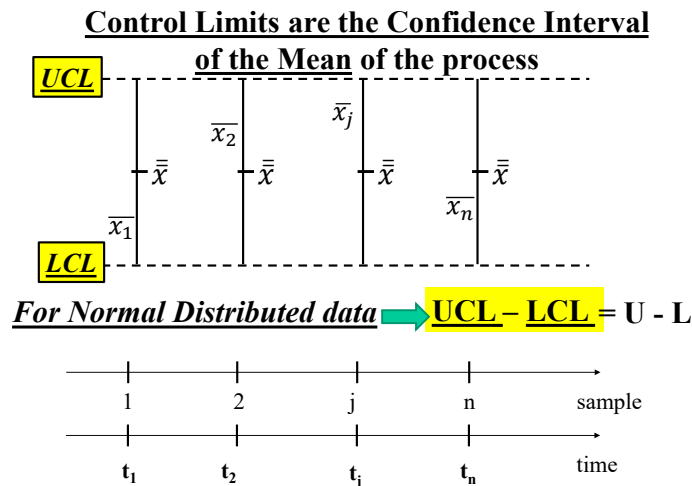 Control Limits are the Confidence Interval
of the Mean of the process
UCL
x̅ⱼ
x̅₂
x̿ x̿ x̿ x̿
x̅ₙ
x̅₁
LCL
For Normal Distributed data UCL – LCL = U - L
1 2 j n sample
t₁ t₂ tⱼ tₙ time